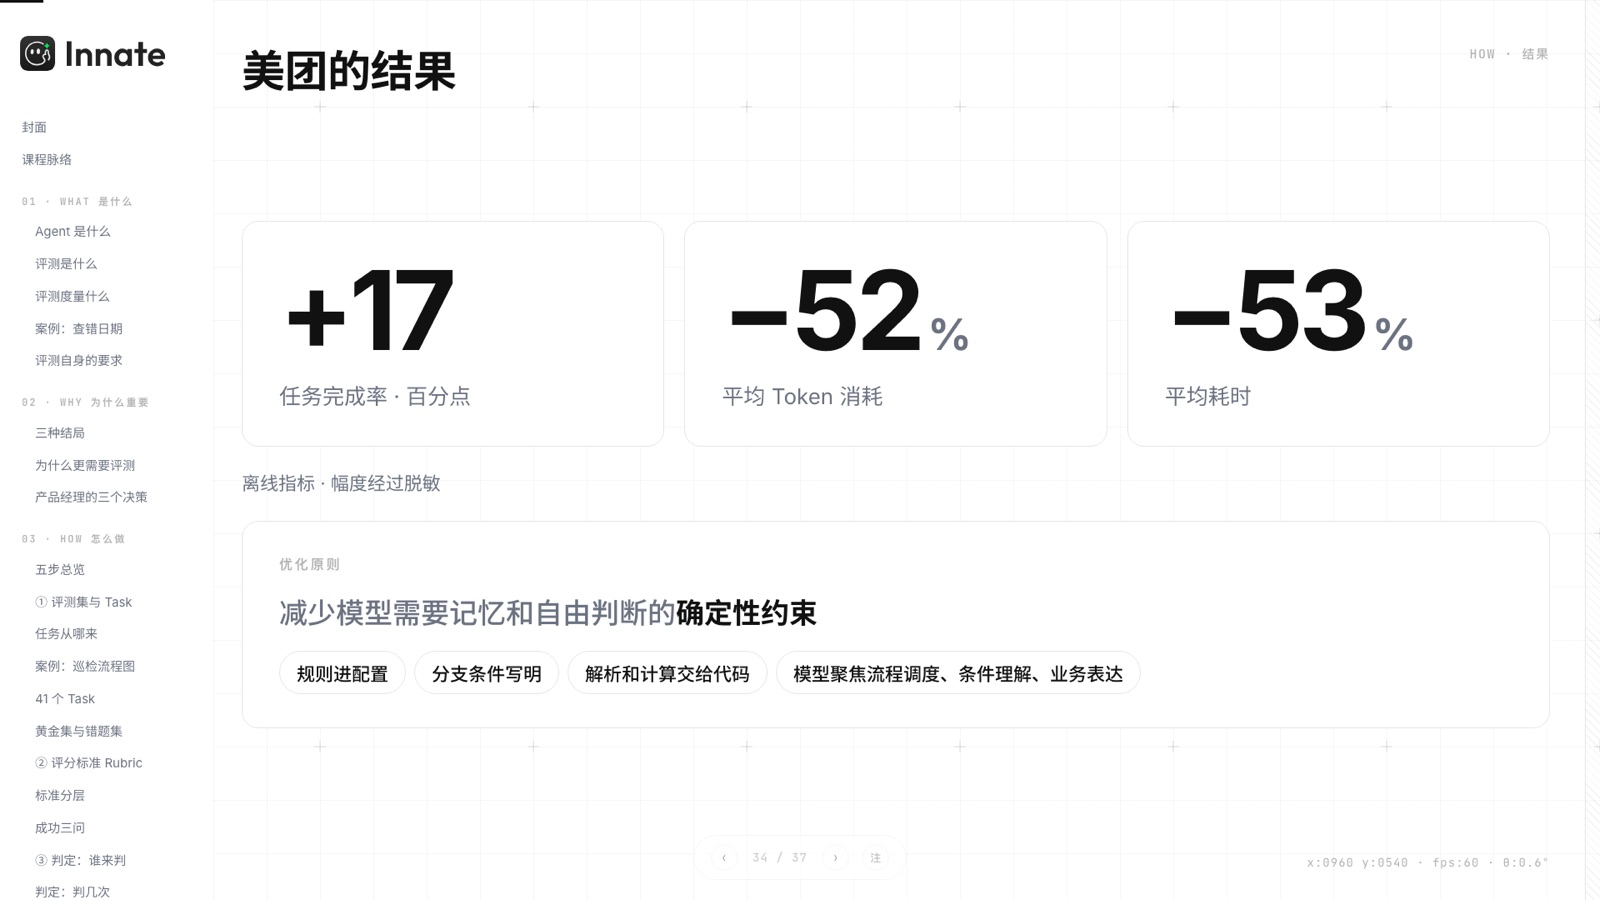 Innate
封面
课程脉络
01 · WHAT 是什么
Agent 是什么
评测是什么
评测度量什么
案例：查错日期
评测自身的要求
02 · WHY 为什么重要
三种结局
为什么更需要评测
产品经理的三个决策
03 · HOW 怎么做
五步总览
① 评测集与 Task
任务从哪来
案例：巡检流程图
41 个 Task
黄金集与错题集
② 评分标准 Rubric
标准分层
成功三问
③ 判定：谁来判
判定：判几次
美团的结果
HOW · 结果
+17
任务完成率 · 百分点
−52%
平均 Token 消耗
−53%
平均耗时
离线指标 · 幅度经过脱敏
优化原则
减少模型需要记忆和自由判断的确定性约束
规则进配置
分支条件写明
解析和计算交给代码
模型聚焦流程调度、条件理解、业务表达
‹ 34 / 37 › 注
x:0960 y:0540 · fps:60 · θ:0.6°